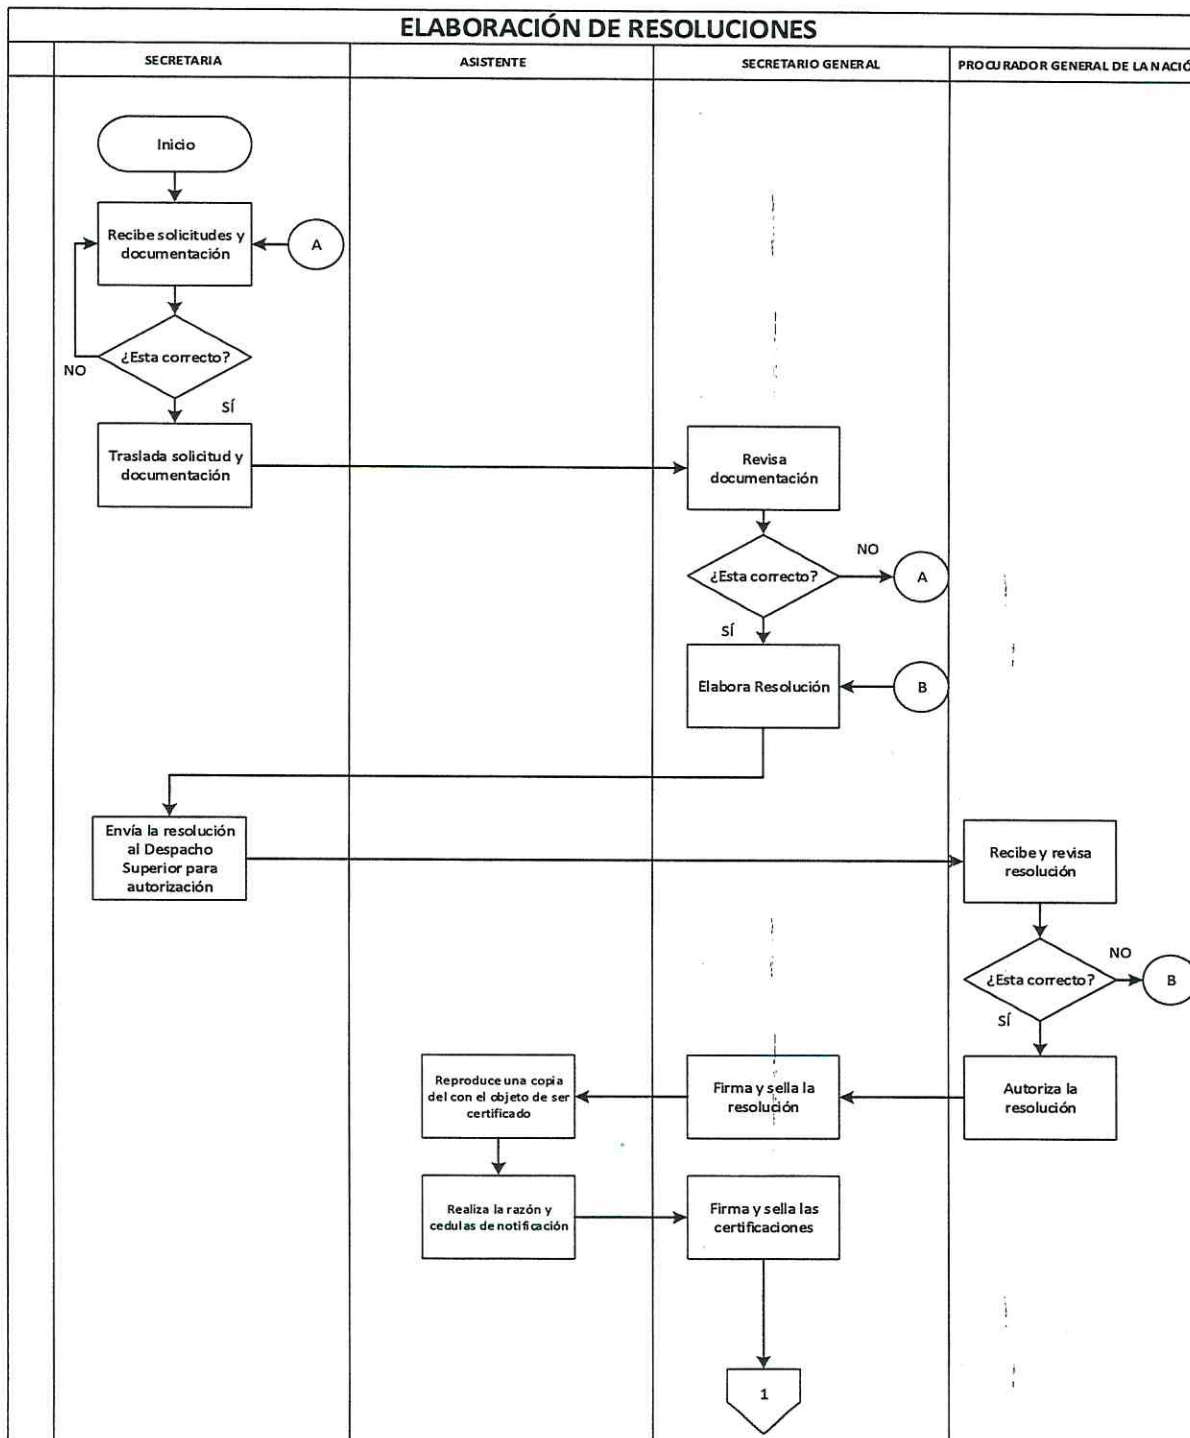 ELABORACIÓN DE RESOLUCIONES
SECRETARIA
ASISTENTE
SECRETARIO GENERAL
PROCURADOR GENERAL DE LA NACIÓ
Inicio
Recibe solicitudes y
documentación
A
¿Esta correcto?
NO
SÍ
Traslada solicitud y
documentación
Revisa
documentación
¿Esta correcto?
NO
A
SÍ
Elabora Resolución
B
Envía la resolución
al Despacho
Superior para
autorización
Recibe y revisa
resolución
¿Esta correcto?
NO
B
SÍ
Autoriza la
resolución
Firma y sella la
resolución
Reproduce una copia
del con el objeto de ser
certificado
Realiza la razón y
cedulas de notificación
Firma y sella las
certificaciones
1